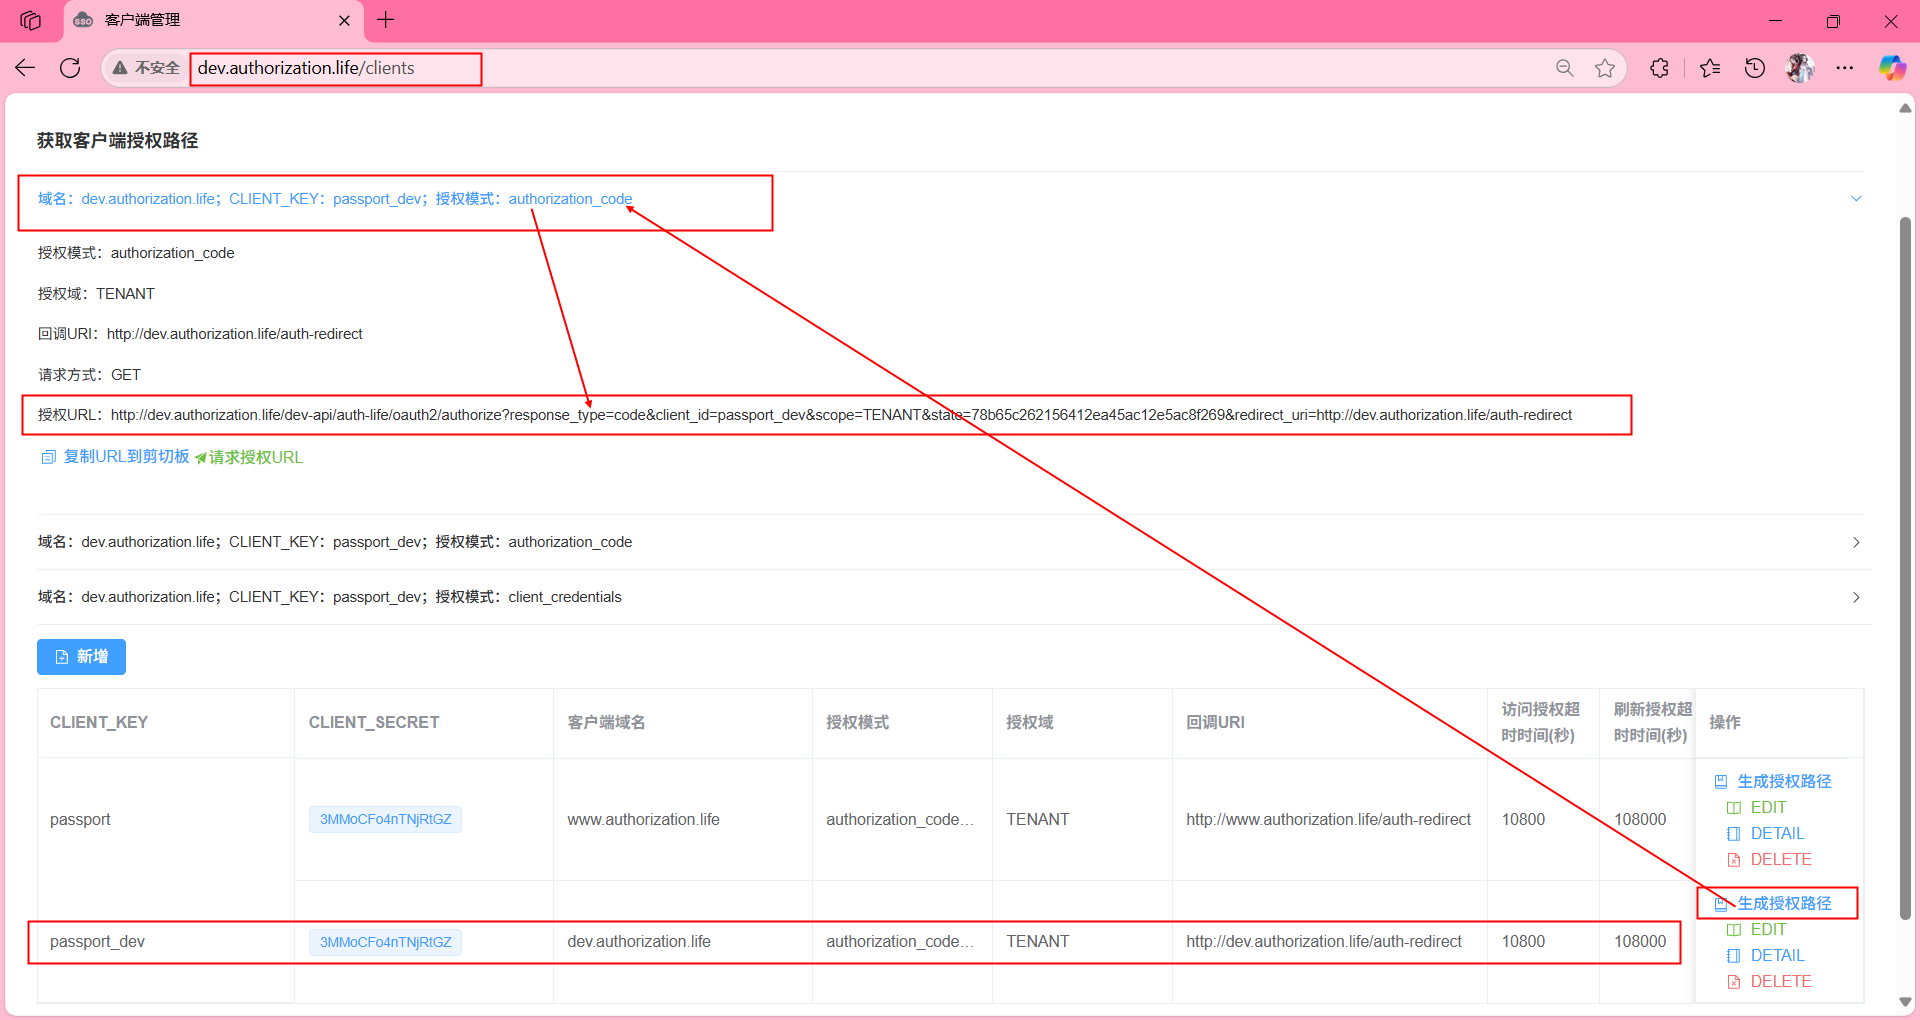 SSO
客户端管理
不安全
dev.authorization.life/clients
获取客户端授权路径
域名：dev.authorization.life；CLIENT_KEY：passport_dev；授权模式：authorization_code
授权模式：authorization_code
授权域：TENANT
回调URI：http://dev.authorization.life/auth-redirect
请求方式：GET
授权URL：http://dev.authorization.life/dev-api/auth-life/oauth2/authorize?response_type=code&client_id=passport_dev&scope=TENANT&state=78b65c262156412ea45ac12e5ac8f269&redirect_uri=http://dev.authorization.life/auth-redirect
复制URL到剪切板 请求授权URL
域名：dev.authorization.life；CLIENT_KEY：passport_dev；授权模式：authorization_code
域名：dev.authorization.life；CLIENT_KEY：passport_dev；授权模式：client_credentials
新增
CLIENT_KEY CLIENT_SECRET 客户端域名 授权模式 授权域 回调URI 访问授权超时时间(秒) 刷新授权超时时间(秒) 操作
passport 3MMoCFo4nTNjRtGZ www.authorization.life authorization_code... TENANT http://www.authorization.life/auth-redirect 10800 108000
生成授权路径
EDIT
DETAIL
DELETE
passport_dev 3MMoCFo4nTNjRtGZ dev.authorization.life authorization_code... TENANT http://dev.authorization.life/auth-redirect 10800 108000
生成授权路径
EDIT
DETAIL
DELETE